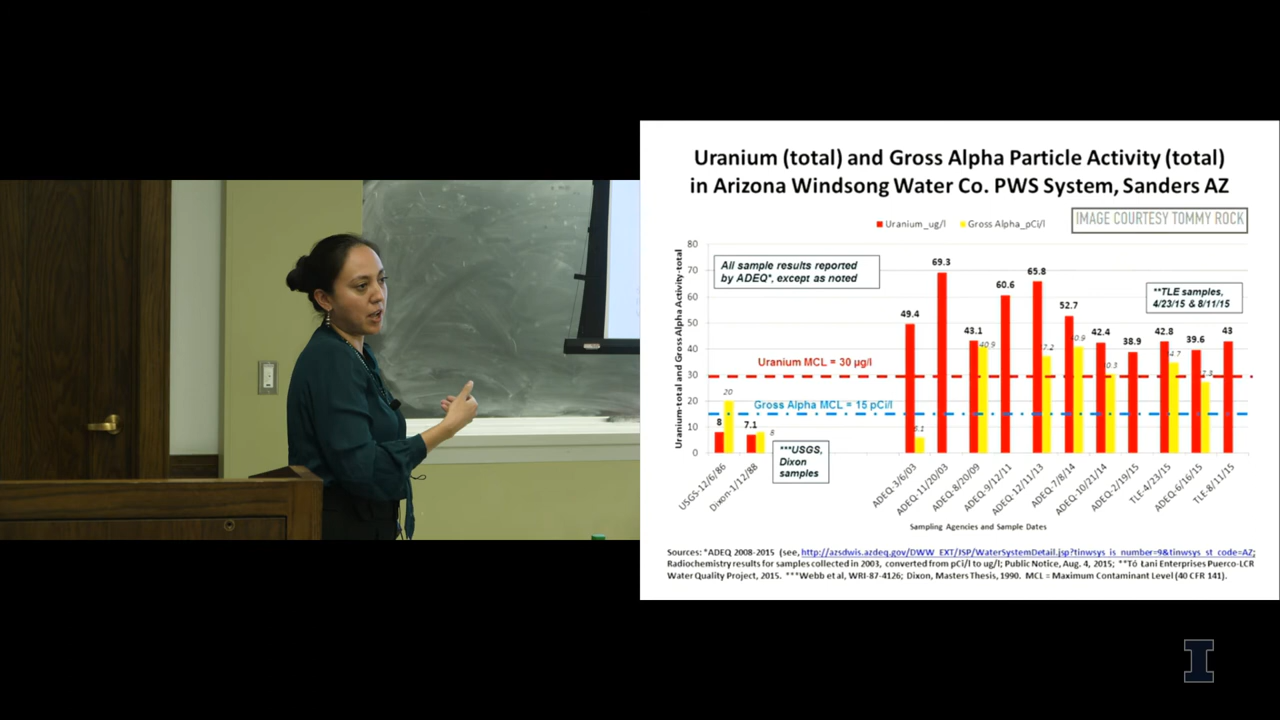 Uranium (total) and Gross Alpha Particle Activity (total)
in Arizona Windsong Water Co. PWS System, Sanders AZ
IMAGE COURTESY TOMMY ROCK
Uranium_ug/l
Gross Alpha_pCi/l
Uranium-total and Gross Alpha Activity-total
80
70
60
50
40
30
20
10
0
All sample results reported
by ADEQ*, except as noted
**TLE samples,
4/23/15 & 8/11/15
Uranium MCL = 30 µg/l
Gross Alpha MCL = 15 pCi/l
***USGS,
Dixon
samples
8
20
7.1
8
49.4
69.3
43.1
40.9
60.6
65.8
52.7
42.4
38.9
42.8
39.6
43
USGS-12/6/86
Dixon-1/12/88
ADEQ-3/6/03
ADEQ-11/20/03
ADEQ-8/20/09
ADEQ-9/12/11
ADEQ-12/11/13
ADEQ-7/8/14
ADEQ-10/21/14
ADEQ-2/19/15
TLE-4/23/15
ADEQ-6/16/15
TLE-8/11/15
Sampling Agencies and Sample Dates
Sources: *ADEQ 2008-2015 (see, http://azsdwis.azdeq.gov/DWW_EXT/JSP/WaterSystemDetail.jsp?tinwsys_is_number=9&tinwsys_st_code=AZ;
Radiochemistry results for samples collected in 2003, converted from pCi/l to ug/l; Public Notice, Aug. 4, 2015; **Tó Łani Enterprises Puerco-LCR
Water Quality Project, 2015. ***Webb et al, WRI-87-4126; Dixon, Masters Thesis, 1990. MCL = Maximum Contaminant Level (40 CFR 141).
I